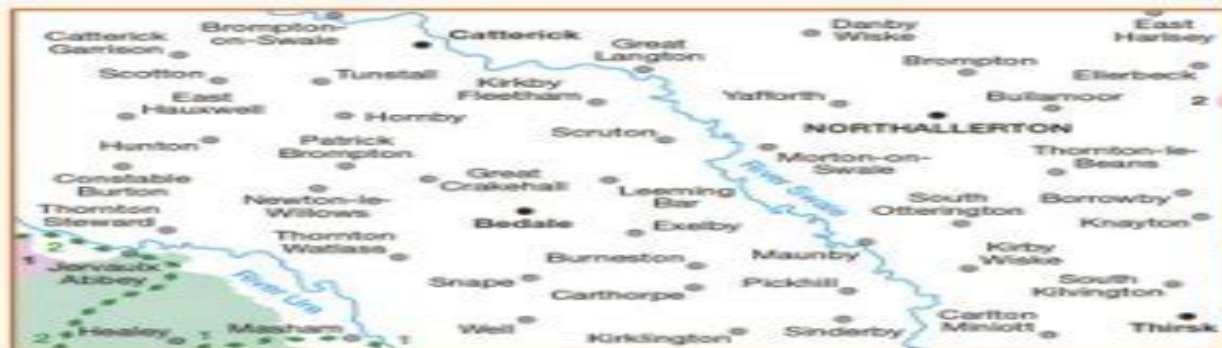 Brompton-
on-Swale
Danby
Wiske
East
Harlsey
Catterick
Garrison
Catterick
Great
Langton
Brompton
Ellerbeck
Scotton
Tunstall
Kirkby
Fleetham
Yafforth
Bullamoor
2
East
Hauxwell
Hornby
Scruton
NORTHALLERTON
Hunton
Patrick
Brompton
Morton-on-
Swale
Thornton-le-
Beans
Constable
Burton
Great
Crakehall
Leeming
Bar
River Swale
South
Otterington
Borrowby
Newton-le-
Willows
Thornton
Steward
Bedale
Exelby
Knayton
2
Thornton
Watlass
Burneston
Maunby
Kirby
Wiske
1
Jervaulx
Abbey
River Ure
Snape
Carthorpe
Pickhill
South
Kilvington
2
Healey
1
Masham
1
Well
Kirklington
Sinderby
Carlton
Miniott
Thirsk